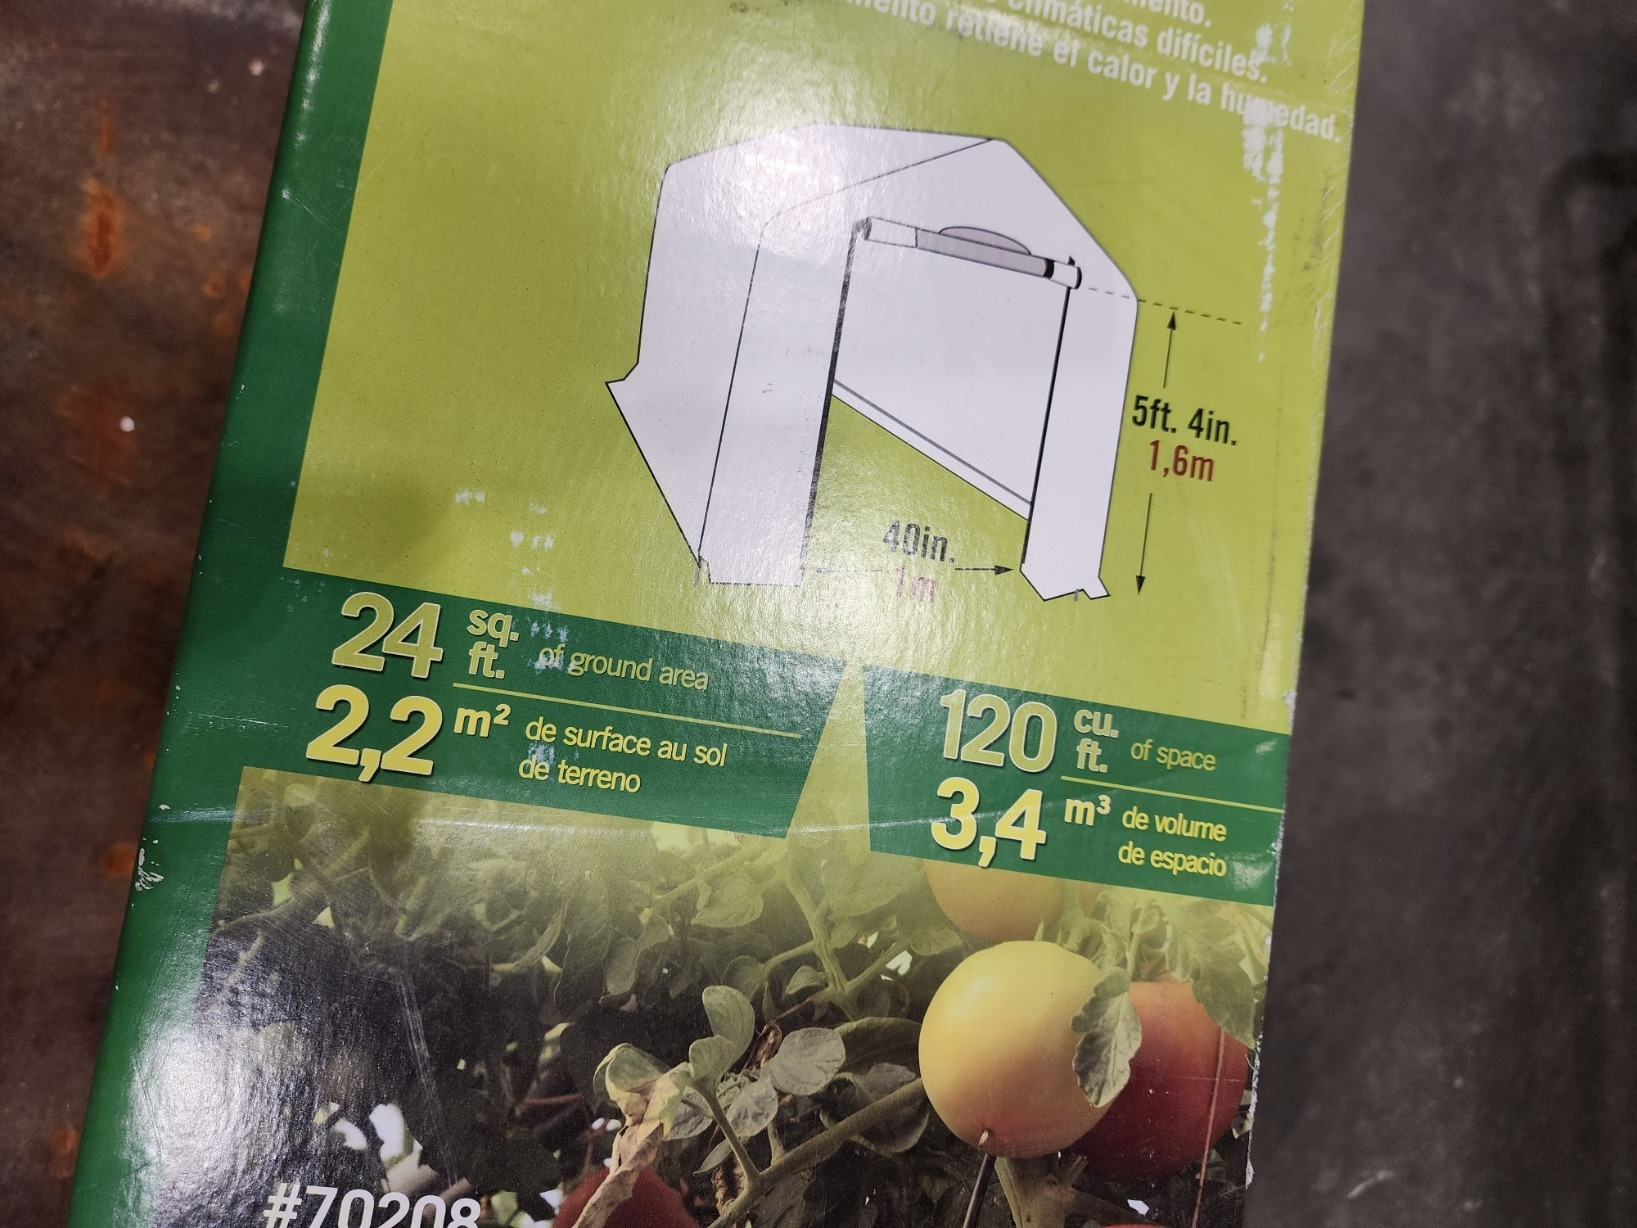 climáticas difíciles.
retiene el calor y la humedad.
5ft. 4in.
1,6m
40in.
1m
24 sq. ft. of ground area
2,2 m² de surface au sol
de terreno
120 cu. ft. of space
3,4 m³ de volume
de espacio
#70208